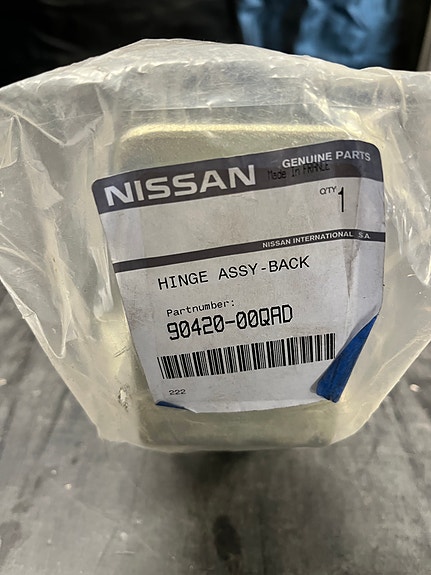 NISSAN GENUINE PARTS
Made in FRANCE
QTY 1
NISSAN INTERNATIONAL S.A
HINGE ASSY-BACK
Partnumber:
90420-00QAD
222